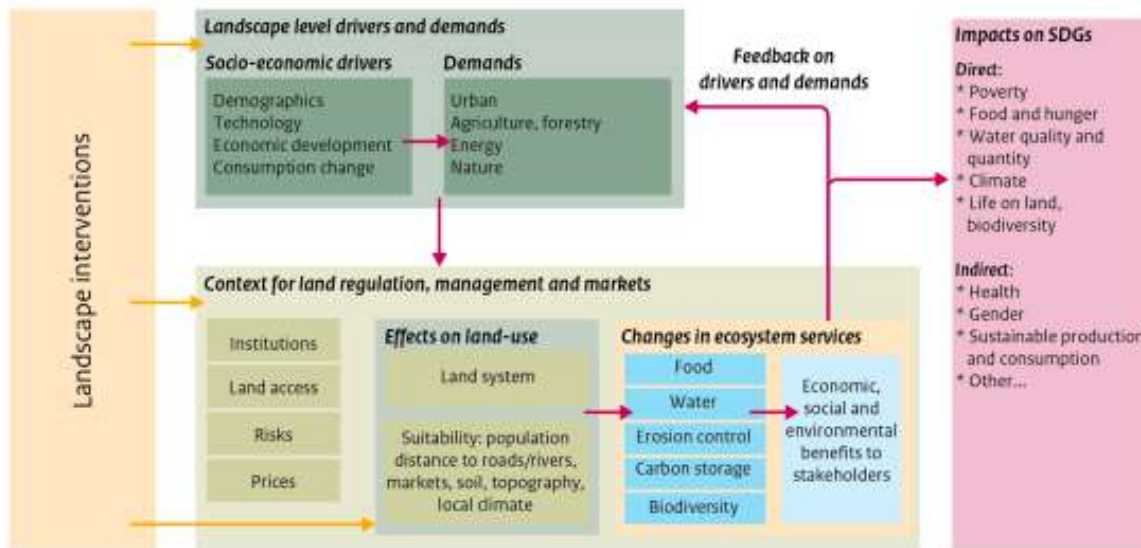 Landscape interventions
Landscape level drivers and demands
Socio-economic drivers
Demographics
Technology
Economic development
Consumption change
Demands
Urban
Agriculture, forestry
Energy
Nature
Feedback on
drivers and demands
Context for land regulation, management and markets
Institutions
Land access
Risks
Prices
Effects on land-use
Land system
Suitability: population
distance to roads/rivers,
markets, soil, topography,
local climate
Changes in ecosystem services
Food
Water
Erosion control
Carbon storage
Biodiversity
Economic,
social and
environmental
benefits to
stakeholders
Impacts on SDGs
Direct:
* Poverty
* Food and hunger
* Water quality and
quantity
* Climate
* Life on land,
biodiversity
Indirect:
* Health
* Gender
* Sustainable production
and consumption
* Other...